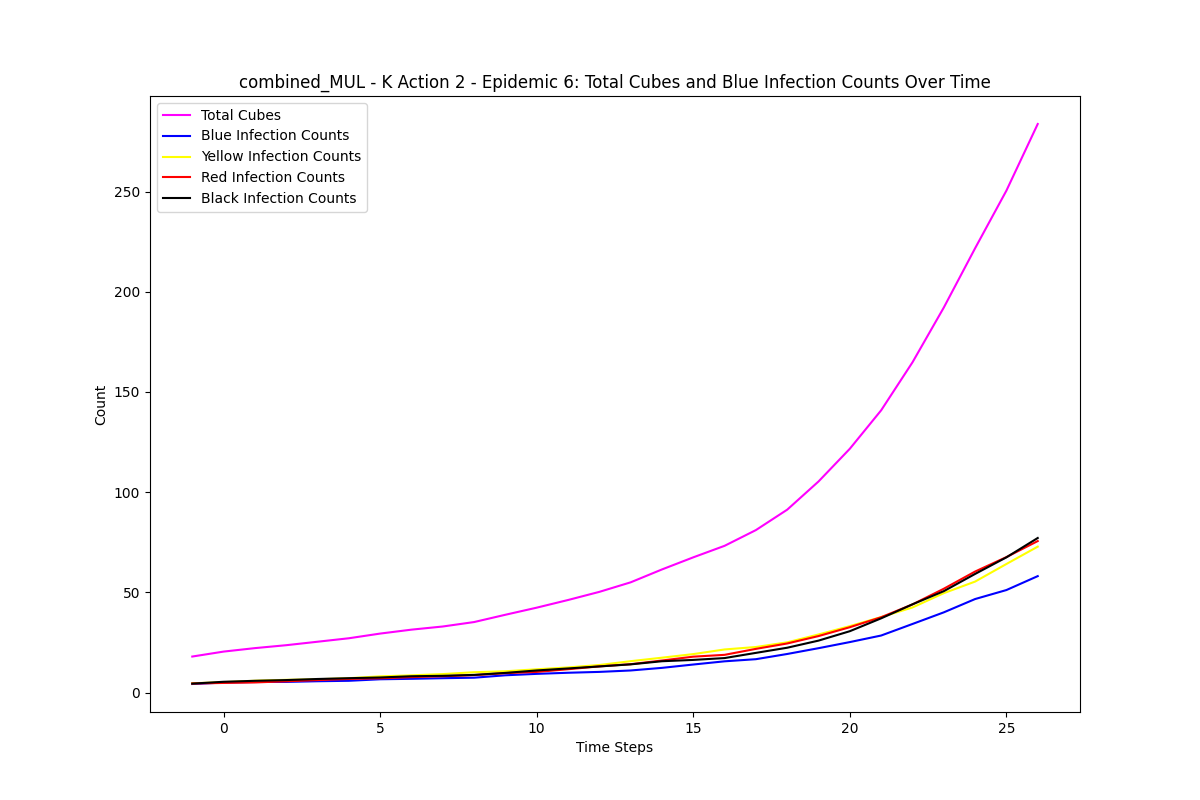 combined_MUL - K Action 2 - Epidemic 6: Total Cubes and Blue Infection Counts Over Time
Total Cubes
Blue Infection Counts
Yellow Infection Counts
Red Infection Counts
Black Infection Counts
250
200
150
100
50
0
Count
0 5 10 15 20 25
Time Steps